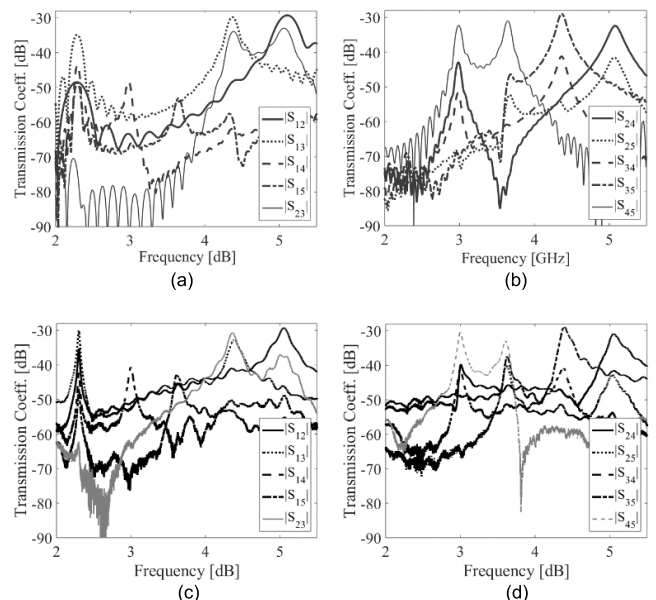 -30
-40
-50
-60
-70
-80
-90
Transmission Coeff. [dB]
|S12|
|S13|
|S14|
|S15|
|S23|
2 3 4 5
Frequency [dB]
(a)
-30
-40
-50
-60
-70
-80
-90
Transmission Coeff. [dB]
|S24|
|S25|
|S34|
|S35|
|S45|
2 3 4 5
Frequency [GHz]
(b)
-30
-40
-50
-60
-70
-80
-90
Transmission Coeff. [dB]
|S12|
|S13|
|S14|
|S15|
|S23|
2 3 4 5
Frequency [dB]
(c)
-30
-40
-50
-60
-70
-80
-90
Transmission Coeff. [dB]
|S24|
|S25|
|S34|
|S35|
|S45|
2 3 4 5
Frequency [dB]
(d)